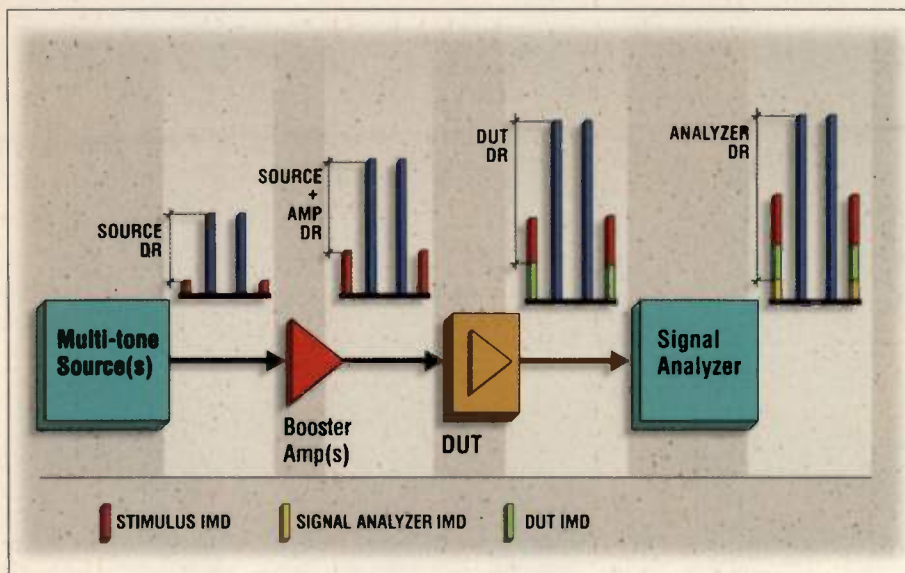 SOURCE
DR
SOURCE
+
AMP
DR
DUT
DR
ANALYZER
DR
Multi-tone
Source(s)
Booster
Amp(s)
DUT
Signal
Analyzer
STIMULUS IMD
SIGNAL ANALYZER IMD
DUT IMD